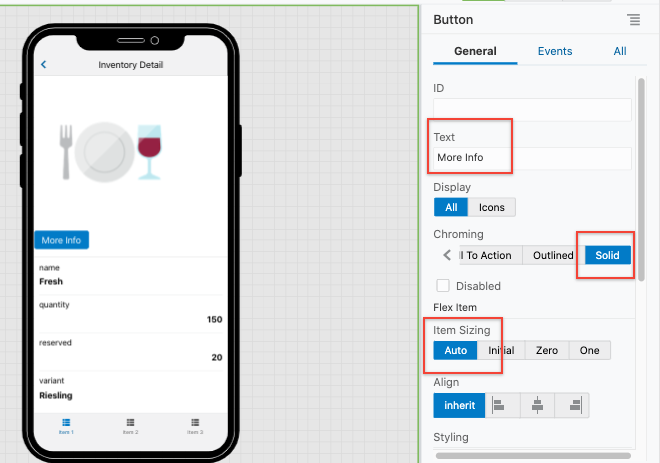 Inventory Detail
More Info
name
Fresh
quantity
150
reserved
20
variant
Riesling
Item 1
Item 2
Item 3
Button
General
Events
All
ID
Text
More Info
Display
All
Icons
Chroming
ll To Action
Outlined
Solid
Disabled
Flex Item
Item Sizing
Auto
Initial
Zero
One
Align
inherit
Styling